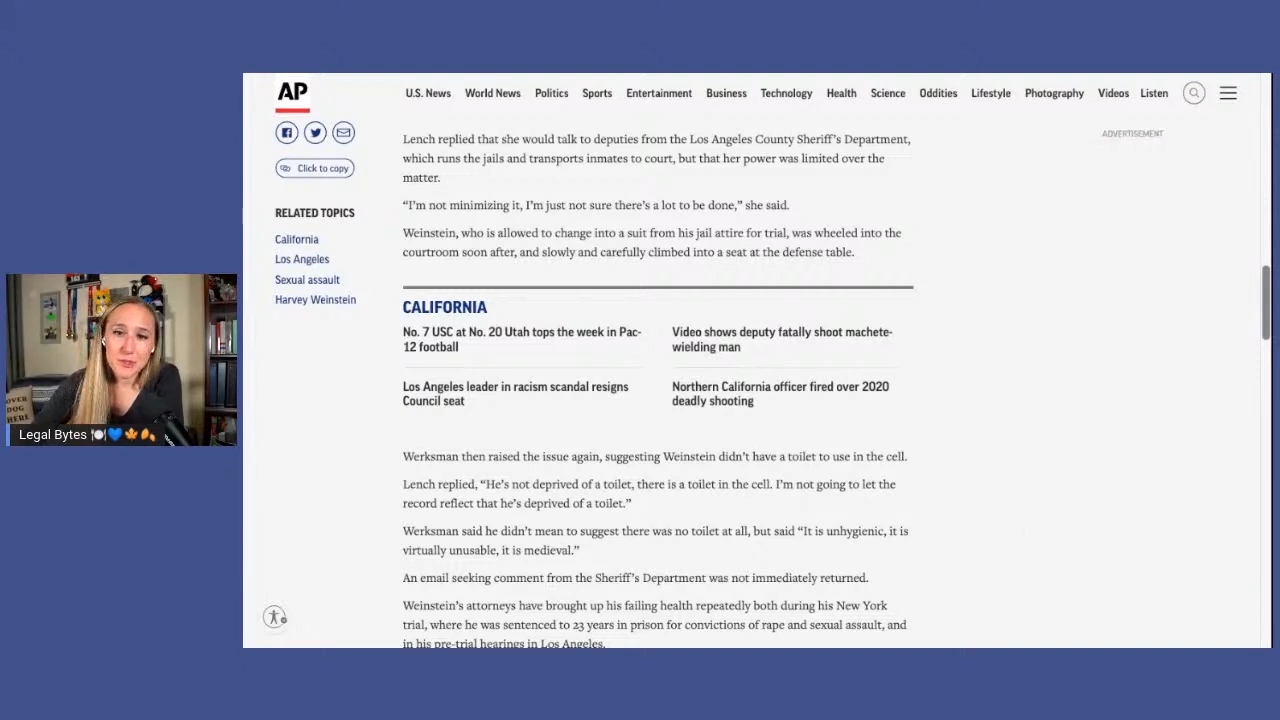 AP
U.S. News World News Politics Sports Entertainment Business Technology Health Science Oddities Lifestyle Photography Videos Listen
Click to copy
RELATED TOPICS
California
Los Angeles
Sexual assault
Harvey Weinstein
ADVERTISEMENT
Lench replied that she would talk to deputies from the Los Angeles County Sheriff’s Department,
which runs the jails and transports inmates to court, but that her power was limited over the
matter.
“I’m not minimizing it, I’m just not sure there’s a lot to be done,” she said.
Weinstein, who is allowed to change into a suit from his jail attire for trial, was wheeled into the
courtroom soon after, and slowly and carefully climbed into a seat at the defense table.
CALIFORNIA
No. 7 USC at No. 20 Utah tops the week in Pac-
12 football
Video shows deputy fatally shoot machete-
wielding man
Los Angeles leader in racism scandal resigns
Council seat
Northern California officer fired over 2020
deadly shooting
Werksman then raised the issue again, suggesting Weinstein didn’t have a toilet to use in the cell.
Lench replied, “He’s not deprived of a toilet, there is a toilet in the cell. I’m not going to let the
record reflect that he’s deprived of a toilet.”
Werksman said he didn’t mean to suggest there was no toilet at all, but said “It is unhygienic, it is
virtually unusable, it is medieval.”
An email seeking comment from the Sheriff’s Department was not immediately returned.
Weinstein’s attorneys have brought up his failing health repeatedly both during his New York
trial, where he was sentenced to 23 years in prison for convictions of rape and sexual assault, and
in his pre-trial hearings in Los Angeles.
OVER
DOG
HERE
Legal Bytes 🍽️💙🍁🍂